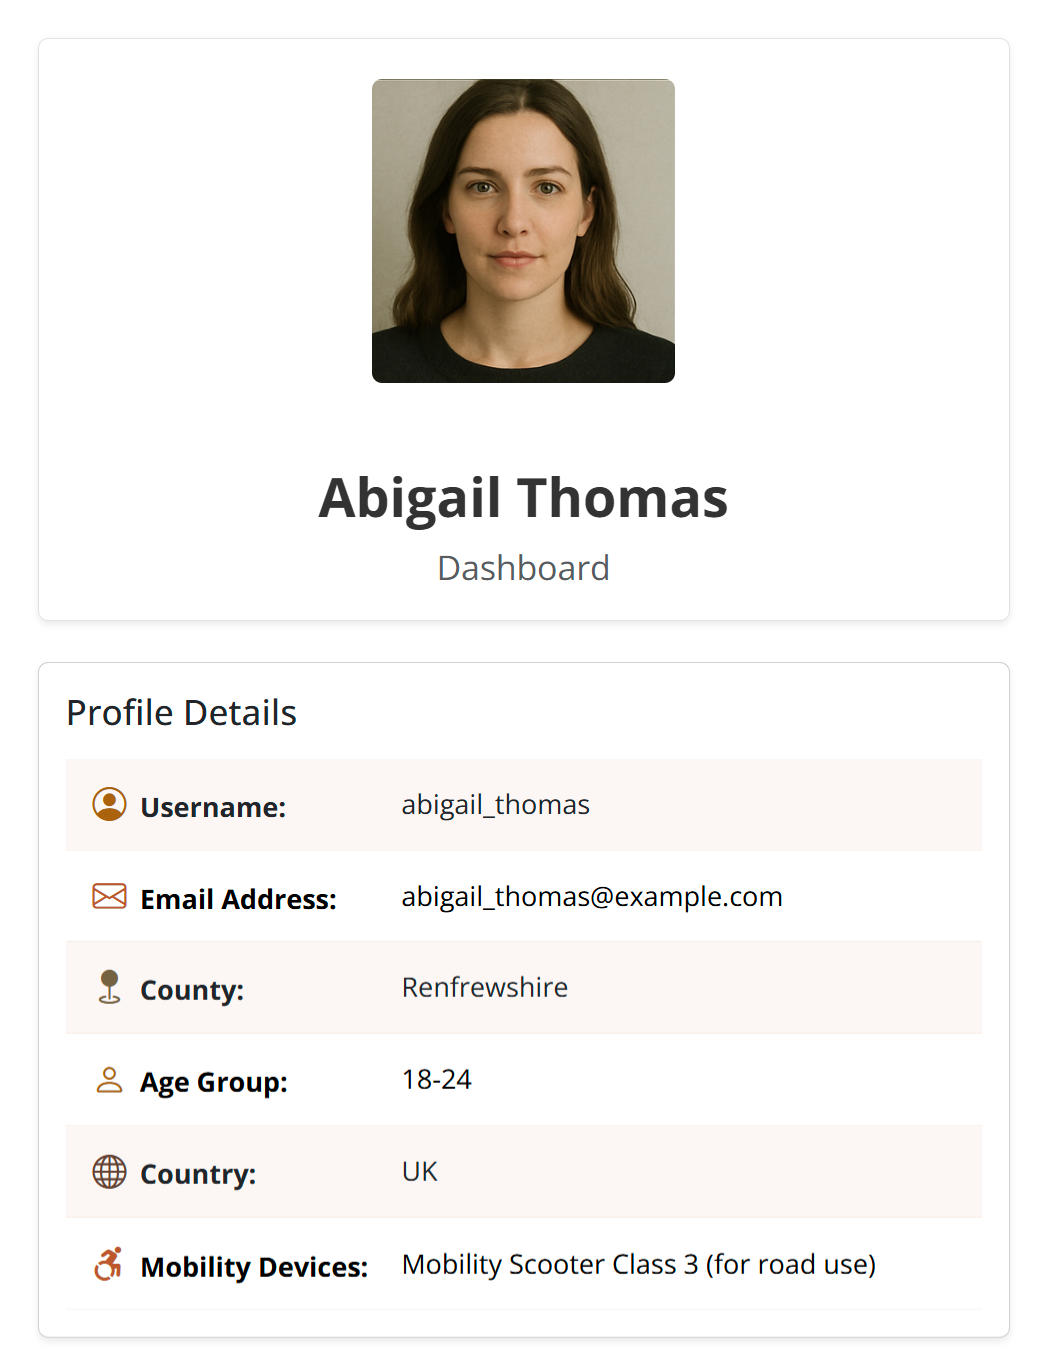 Abigail Thomas
Dashboard
Profile Details
Username: abigail_thomas
Email Address: abigail_thomas@example.com
County: Renfrewshire
Age Group: 18-24
Country: UK
Mobility Devices: Mobility Scooter Class 3 (for road use)